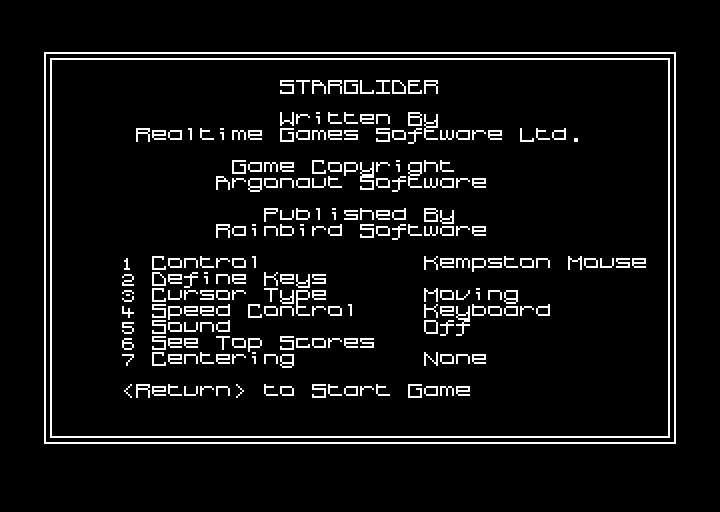 STARGLIDER
Written By
Realtime Games Software Ltd.
Game Copyright
Argonaut Software
Published By
Rainbird Software
1 Control Kempston Mouse
2 Define Keys
3 Cursor Type Moving
4 Speed Control Keyboard
5 Sound Off
6 See Top Scores
7 Centering None
<Return> to Start Game